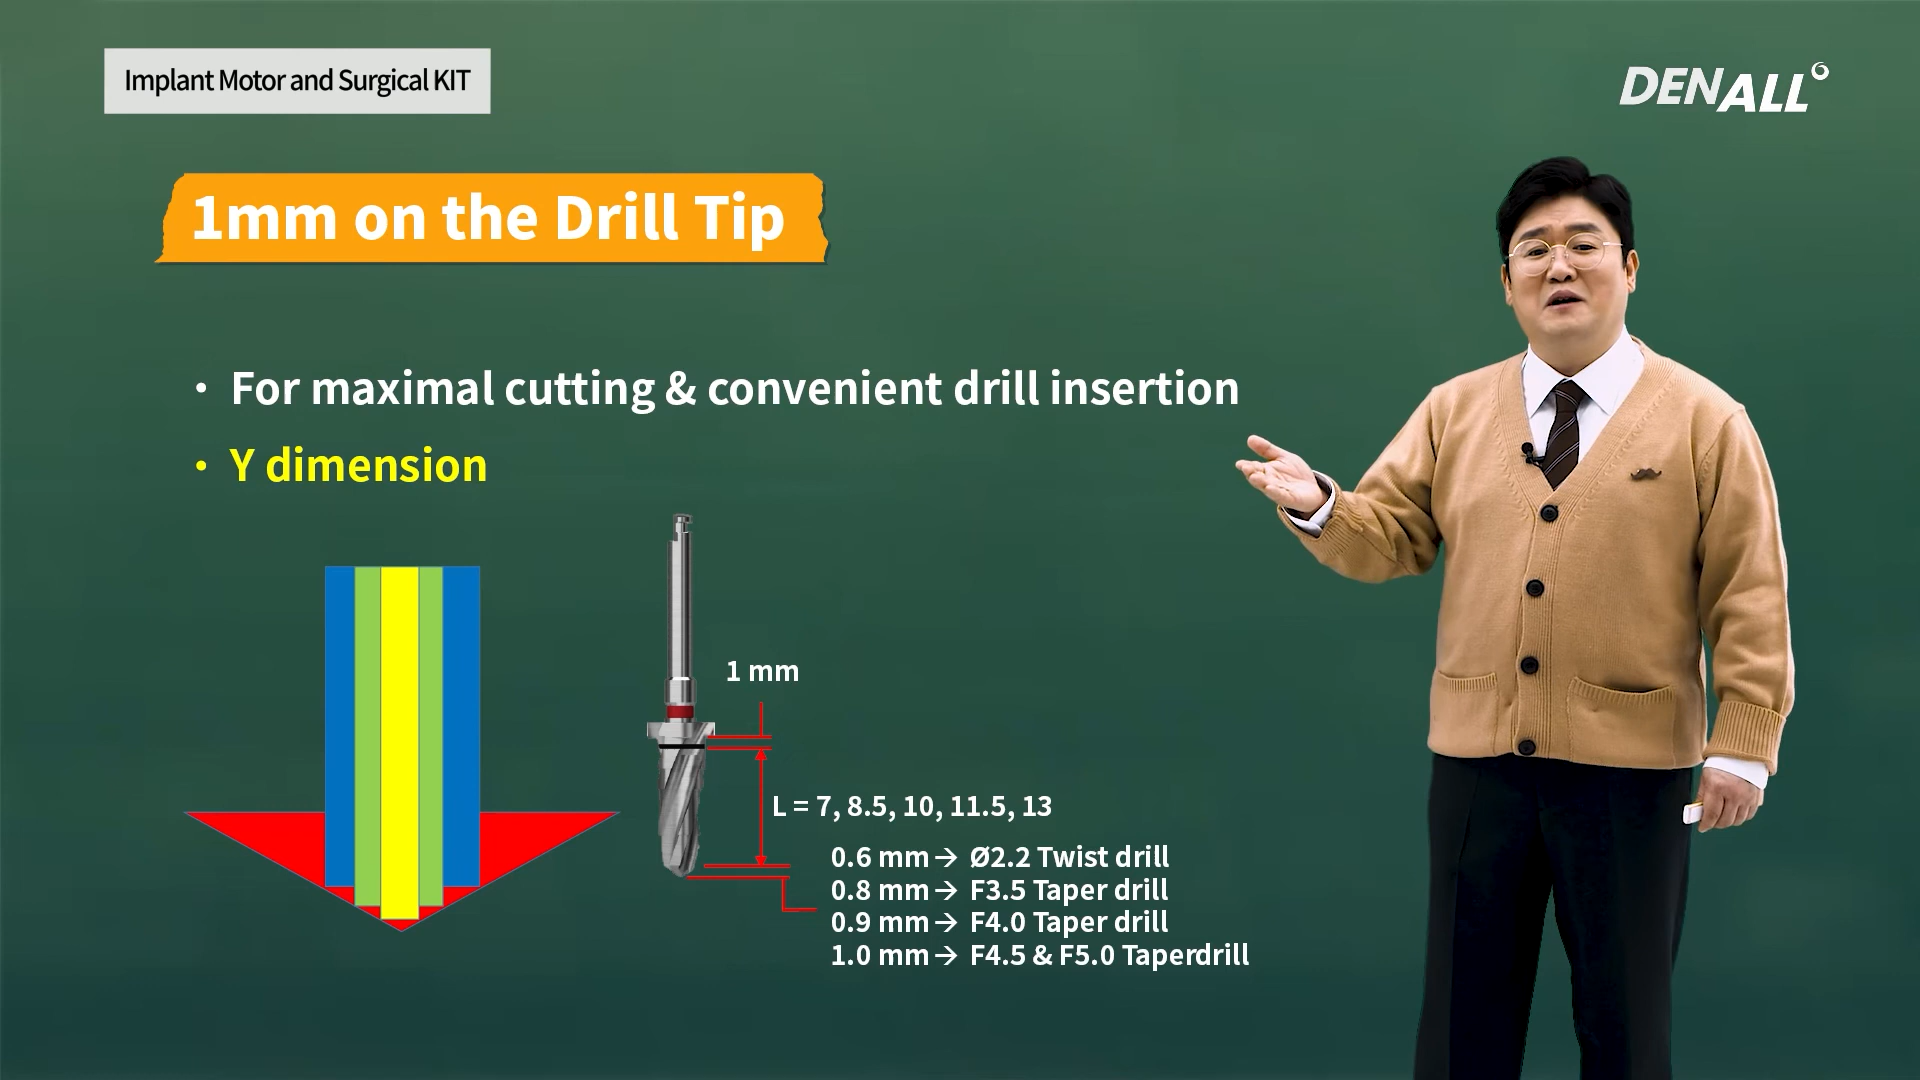 Implant Motor and Surgical KIT
DENALL
1mm on the Drill Tip
· For maximal cutting & convenient drill insertion
· Y dimension
1 mm
L = 7, 8.5, 10, 11.5, 13
0.6 mm → Ø2.2 Twist drill
0.8 mm → F3.5 Taper drill
0.9 mm → F4.0 Taper drill
1.0 mm → F4.5 & F5.0 Taperdrill